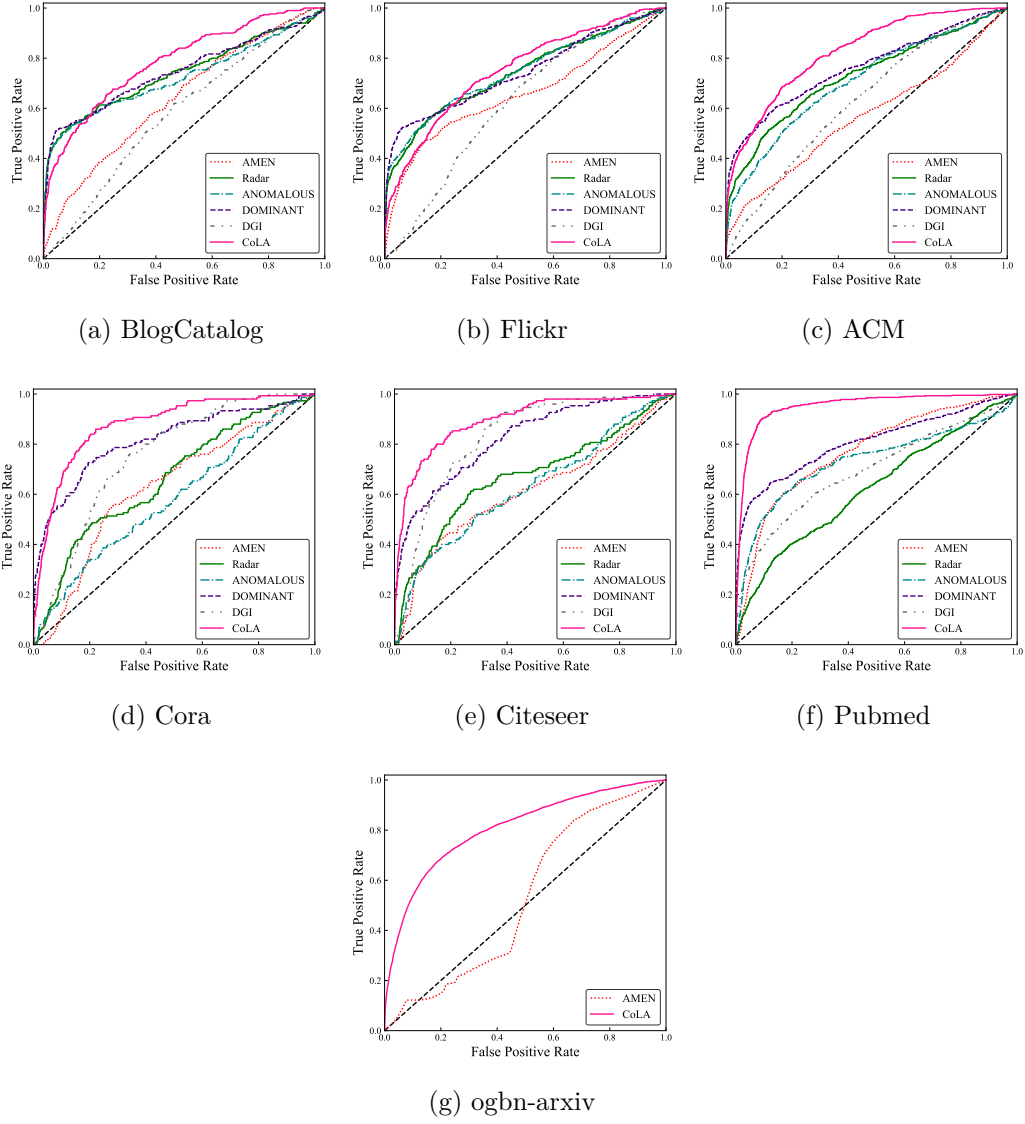 True Positive Rate
1.0
0.8
0.6
0.4
0.2
0.0
0.0 0.2 0.4 0.6 0.8 1.0
False Positive Rate
AMEN
Radar
ANOMALOUS
DOMINANT
DGI
CoLA
(a) BlogCatalog
True Positive Rate
1.0
0.8
0.6
0.4
0.2
0.0
0.0 0.2 0.4 0.6 0.8 1.0
False Positive Rate
AMEN
Radar
ANOMALOUS
DOMINANT
DGI
CoLA
(b) Flickr
True Positive Rate
1.0
0.8
0.6
0.4
0.2
0.0
0.0 0.2 0.4 0.6 0.8 1.0
False Positive Rate
AMEN
Radar
ANOMALOUS
DOMINANT
DGI
CoLA
(c) ACM
True Positive Rate
1.0
0.8
0.6
0.4
0.2
0.0
0.0 0.2 0.4 0.6 0.8 1.0
False Positive Rate
AMEN
Radar
ANOMALOUS
DOMINANT
DGI
CoLA
(d) Cora
True Positive Rate
1.0
0.8
0.6
0.4
0.2
0.0
0.0 0.2 0.4 0.6 0.8 1.0
False Positive Rate
AMEN
Radar
ANOMALOUS
DOMINANT
DGI
CoLA
(e) Citeseer
True Positive Rate
1.0
0.8
0.6
0.4
0.2
0.0
0.0 0.2 0.4 0.6 0.8 1.0
False Positive Rate
AMEN
Radar
ANOMALOUS
DOMINANT
DGI
CoLA
(f) Pubmed
True Positive Rate
1.0
0.8
0.6
0.4
0.2
0.0
0.0 0.2 0.4 0.6 0.8 1.0
False Positive Rate
AMEN
CoLA
(g) ogbn-arxiv